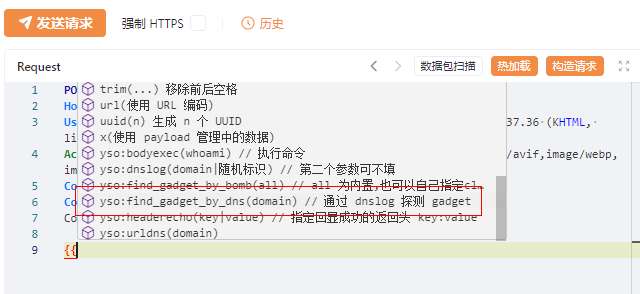 发送请求 强制 HTTPS 历史
Request 数据包扫描 热加载 构造请求
1 PO
trim(...) 移除前后空格
2 Ho
url(使用 URL 编码)
3 Us 37.36 (KHTML,
uuid(n) 生成 n 个 UUID
li
x(使用 payload 管理中的数据)
4 Ac /avif,image/webp,
yso:bodyexec(whoami) // 执行命令
im
yso:dnslog(domain|随机标识) // 第二个参数可不填
5 Co
yso:find_gadget_by_bomb(all) // all 为内置,也可以自己指定cl.
6 Co
yso:find_gadget_by_dns(domain) // 通过 dnslog 探测 gadget
7 Co
yso:headerecho(key|value) // 指定回显成功的返回头 key:value
8
yso:urldns(domain)
9 {{